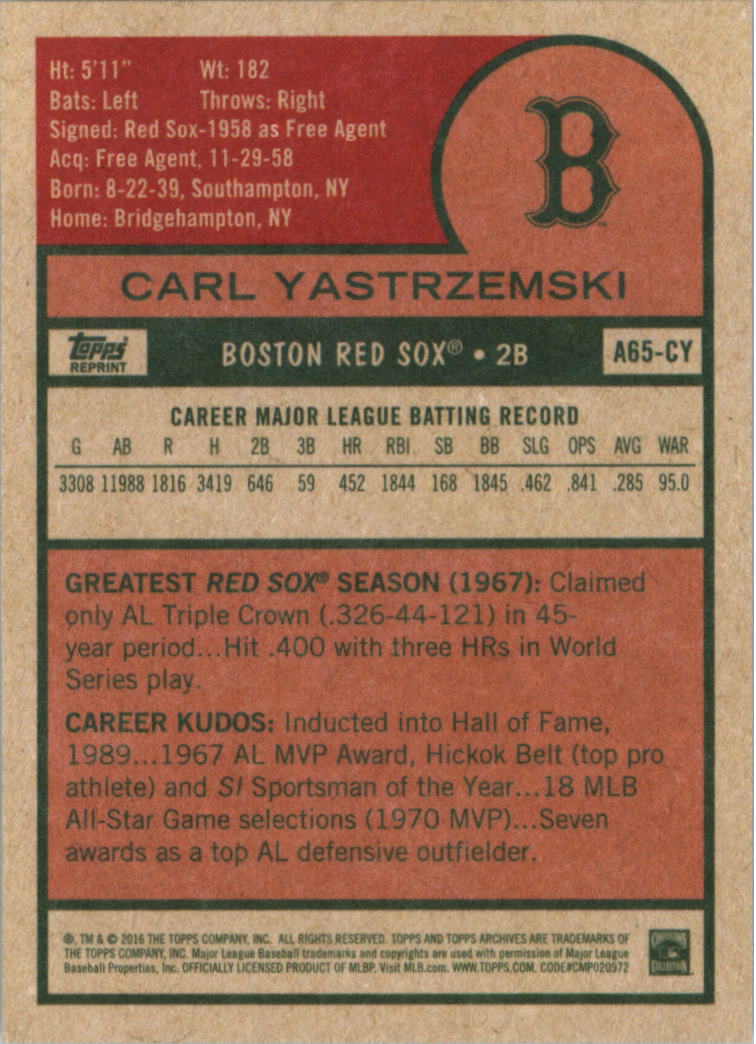 Ht: 5'11" Wt: 182
Bats: Left Throws: Right
Signed: Red Sox-1958 as Free Agent
Acq: Free Agent, 11-29-58
Born: 8-22-39, Southampton, NY
Home: Bridgehampton, NY
B
CARL YASTRZEMSKI
Topps
REPRINT
BOSTON RED SOX® • 2B
A65-CY
CAREER MAJOR LEAGUE BATTING RECORD
G AB R H 2B 3B HR RBI SB BB SLG OPS AVG WAR
3308 11988 1816 3419 646 59 452 1844 168 1845 .462 .841 .285 95.0
GREATEST RED SOX® SEASON (1967): Claimed
only AL Triple Crown (.326-44-121) in 45-
year period...Hit .400 with three HRs in World
Series play.
CAREER KUDOS: Inducted into Hall of Fame,
1989...1967 AL MVP Award, Hickok Belt (top pro
athlete) and SI Sportsman of the Year...18 MLB
All-Star Game selections (1970 MVP)...Seven
awards as a top AL defensive outfielder.
®, TM & © 2016 THE TOPPS COMPANY, INC. ALL RIGHTS RESERVED. TOPPS AND TOPPS ARCHIVES ARE TRADEMARKS OF
THE TOPPS COMPANY, INC. Major League Baseball trademarks and copyrights are used with permission of Major League
Baseball Properties, Inc. OFFICIALLY LICENSED PRODUCT OF MLBP. Visit MLB.com. WWW.TOPPS.COM. CODE#CMP020972